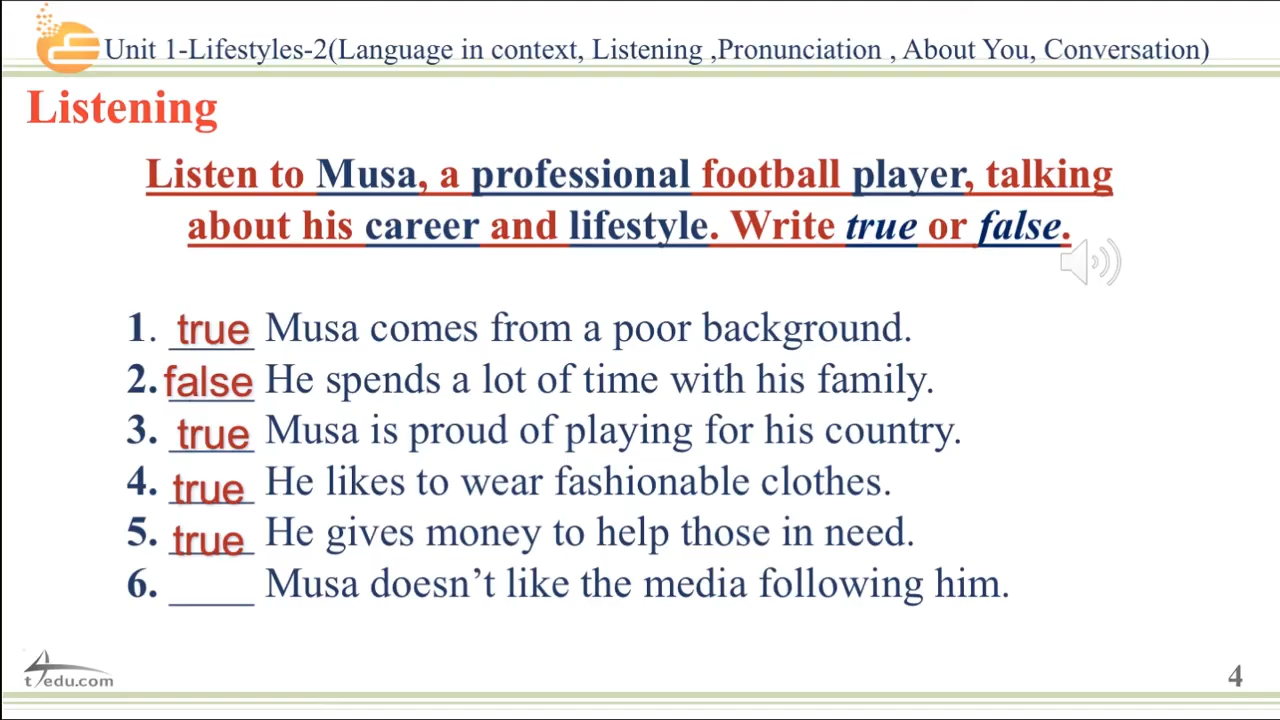 Unit 1-Lifestyles-2(Language in context, Listening ,Pronunciation , About You, Conversation)
Listening
Listen to Musa, a professional football player, talking
about his career and lifestyle. Write true or false.
1. true Musa comes from a poor background.
2. false He spends a lot of time with his family.
3. true Musa is proud of playing for his country.
4. true He likes to wear fashionable clothes.
5. true He gives money to help those in need.
6. ____ Musa doesn't like the media following him.
t4edu.com
4